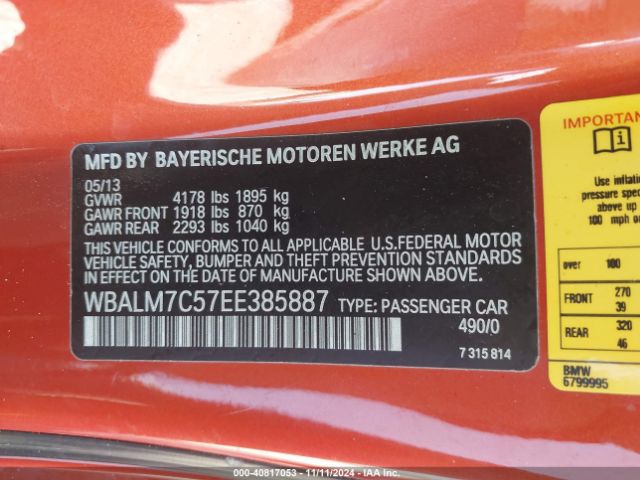 MFD BY BAYERISCHE MOTOREN WERKE AG
05/13
GVWR 4178 lbs 1895 kg
GAWR FRONT 1918 lbs 870 kg
GAWR REAR 2293 lbs 1040 kg
THIS VEHICLE CONFORMS TO ALL APPLICABLE U.S.FEDERAL MOTOR
VEHICLE SAFETY, BUMPER AND THEFT PREVENTION STANDARDS
IN EFFECT ON THE DATE OF MANUFACTURE SHOWN ABOVE.
WBALM7C57EE385887 TYPE: PASSENGER CAR
490/0
7 315 814
IMPORTAN
Use inflati
pressure spec
above up
100 mph o
over 100
FRONT 270
39
REAR 320
46
BMW
6799995
© - 40817053 - 11/11/2024 - IAA Inc.